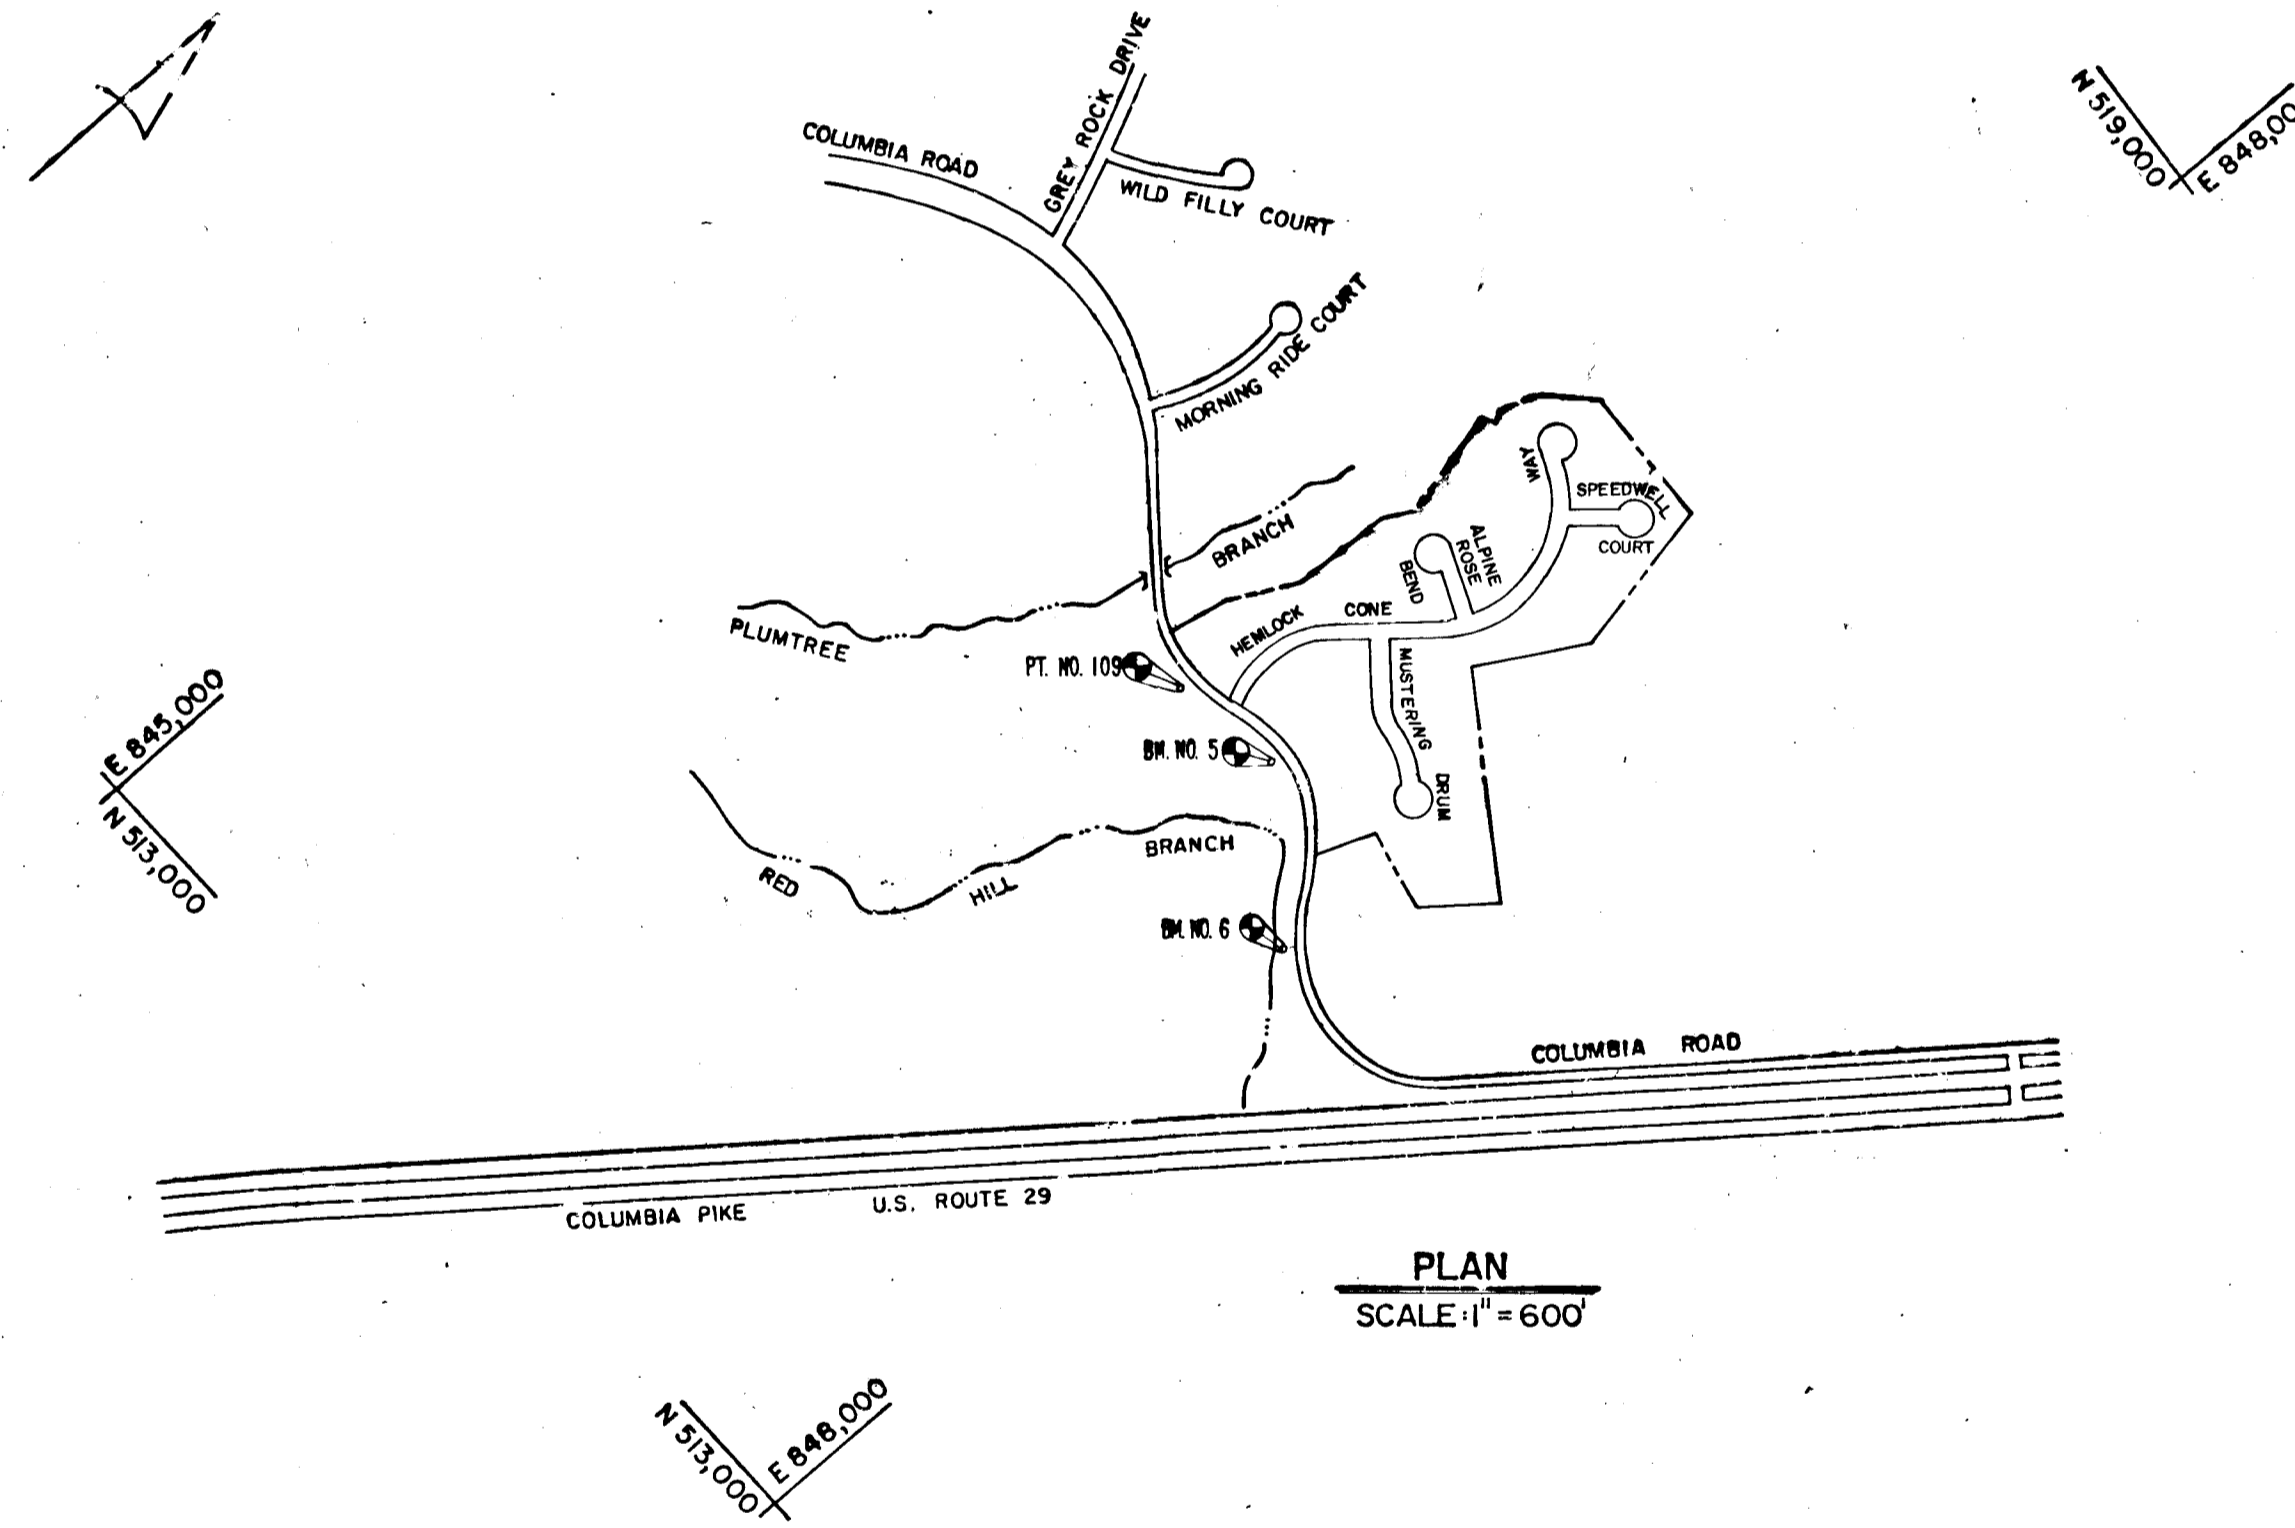 GREY ROCK DRIVE
COLUMBIA ROAD
WILD FILLY COURT
N 519,000
E 848,00
MORNING RIDE COURT
WAY
SPEEDWELL
COURT
ALPINE
ROSE
BEND
BRANCH
PLUMTREE
HEMLOCK
CONE
MUSTERING
DRUM
PT. NO. 109
BM. NO. 5
E 845,000
N 513,000
BRANCH
RED
HILL
BM. NO. 6
COLUMBIA ROAD
COLUMBIA PIKE
U.S. ROUTE 29
PLAN
SCALE:1"=600'
N 513,000
E 848,000